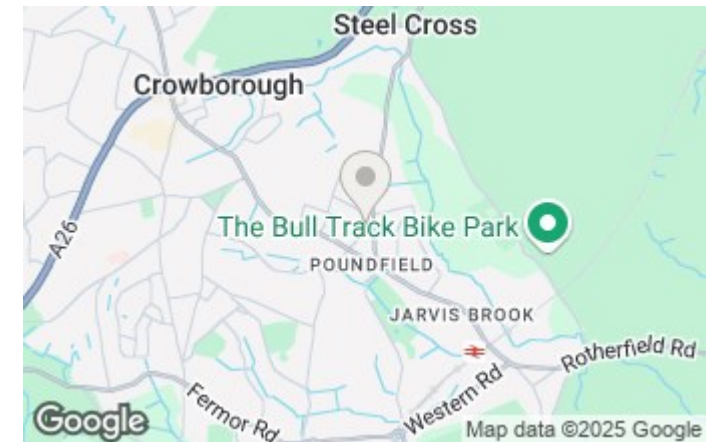 Steel Cross
Crowborough
A26
The Bull Track Bike Park
POUNDFIELD
JARVIS BROOK
Rotherfield Rd
Western Rd
Fermor Rd
Google
Map data ©2025 Google